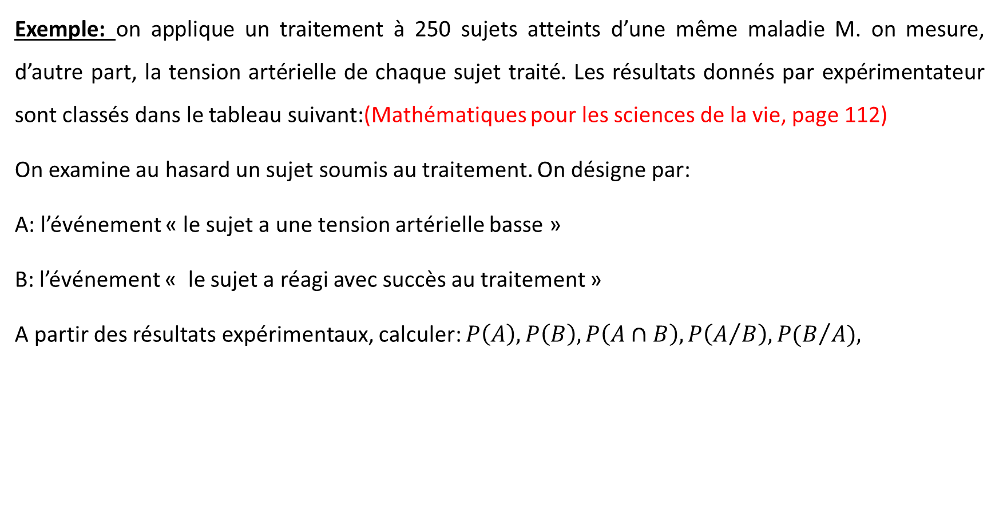 Exemple: on applique un traitement à 250 sujets atteints d’une même maladie M. on mesure,
d’autre part, la tension artérielle de chaque sujet traité. Les résultats donnés par expérimentateur
sont classés dans le tableau suivant:(Mathématiques pour les sciences de la vie, page 112)
On examine au hasard un sujet soumis au traitement. On désigne par:
A: l’événement « le sujet a une tension artérielle basse »
B: l’événement «  le sujet a réagi avec succès au traitement »
A partir des résultats expérimentaux, calculer: P(A), P(B), P(A ∩ B), P(A/B), P(B/A),